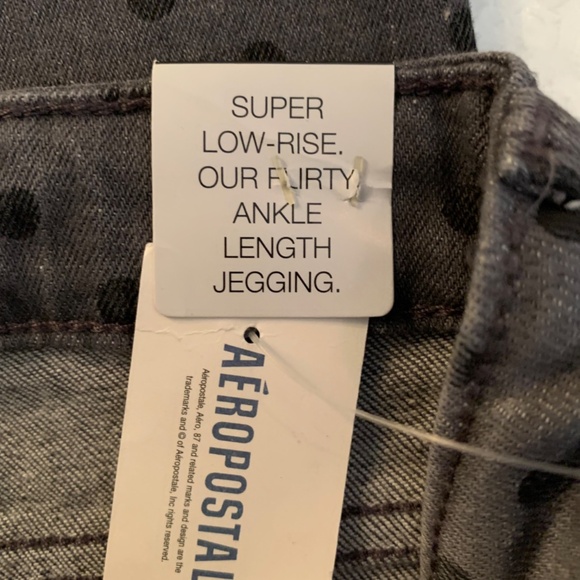 SUPER
LOW-RISE.
OUR FLIRTY,
ANKLE
LENGTH
JEGGING.
AÉROPOSTAL
Aéropostale, Aéro, 87 and related marks and design are the
trademarks and © of Aéropostale, Inc rights reserved.